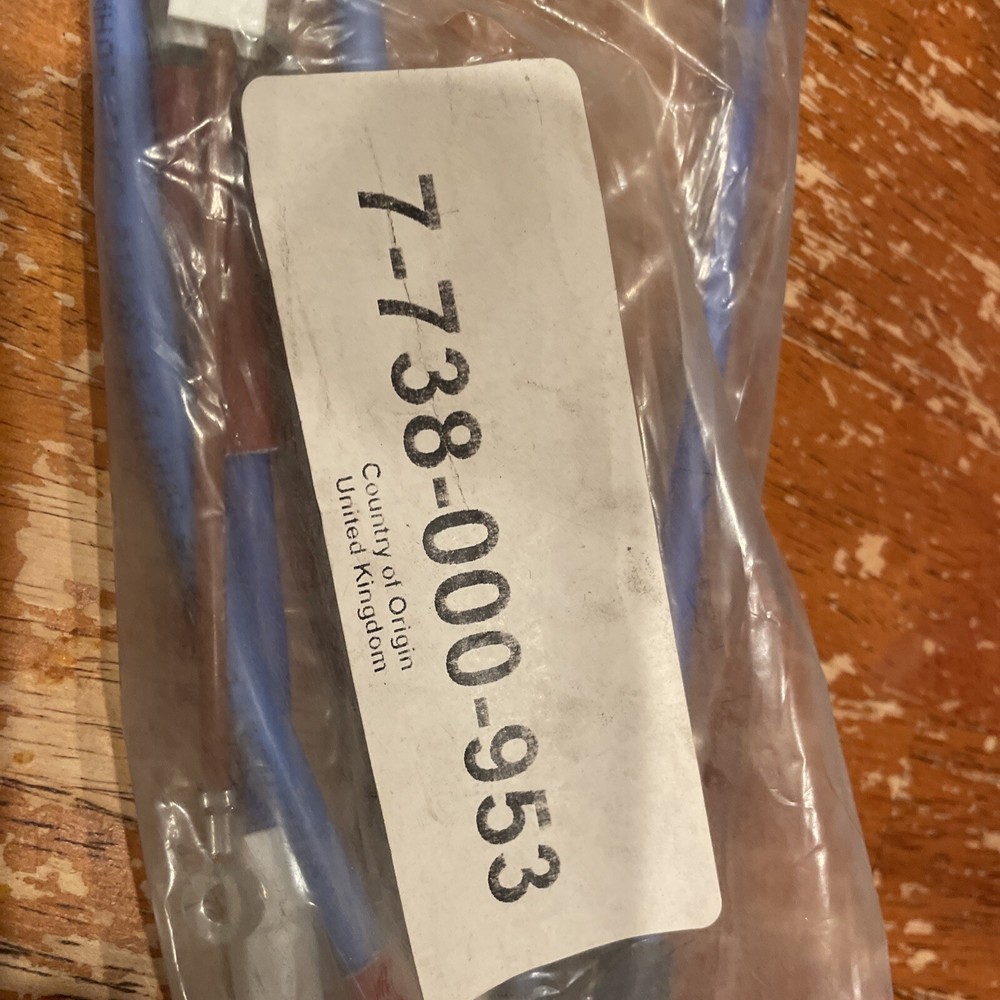 7-738-000-953
Country of Origin
United Kingdom